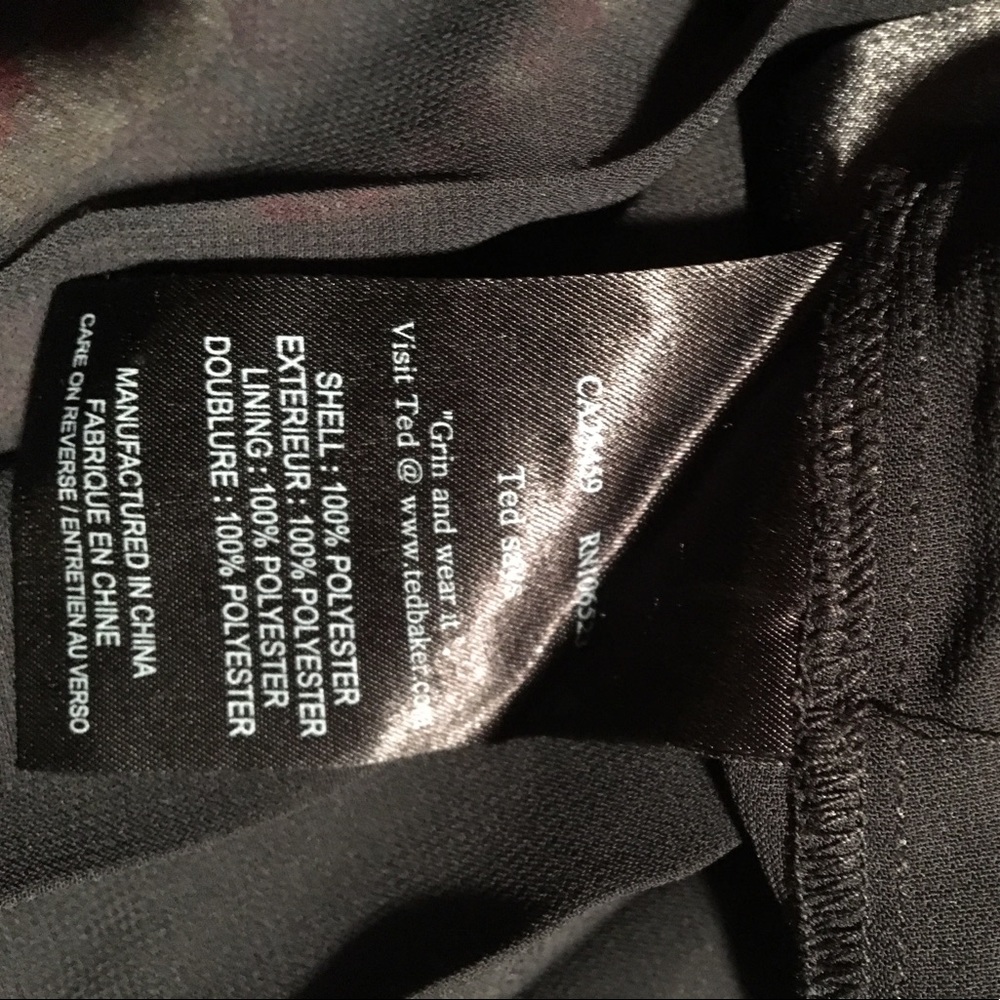 Ted says
"Grin and wear it
Visit Ted @ www.tedbaker.com
SHELL : 100% POLYESTER
EXTERIEUR : 100% POLYESTER
LINING : 100% POLYESTER
DOUBLURE : 100% POLYESTER
MANUFACTURED IN CHINA
FABRIQUE EN CHINE
CARE ON REVERSE / ENTRETIEN AU VERSO